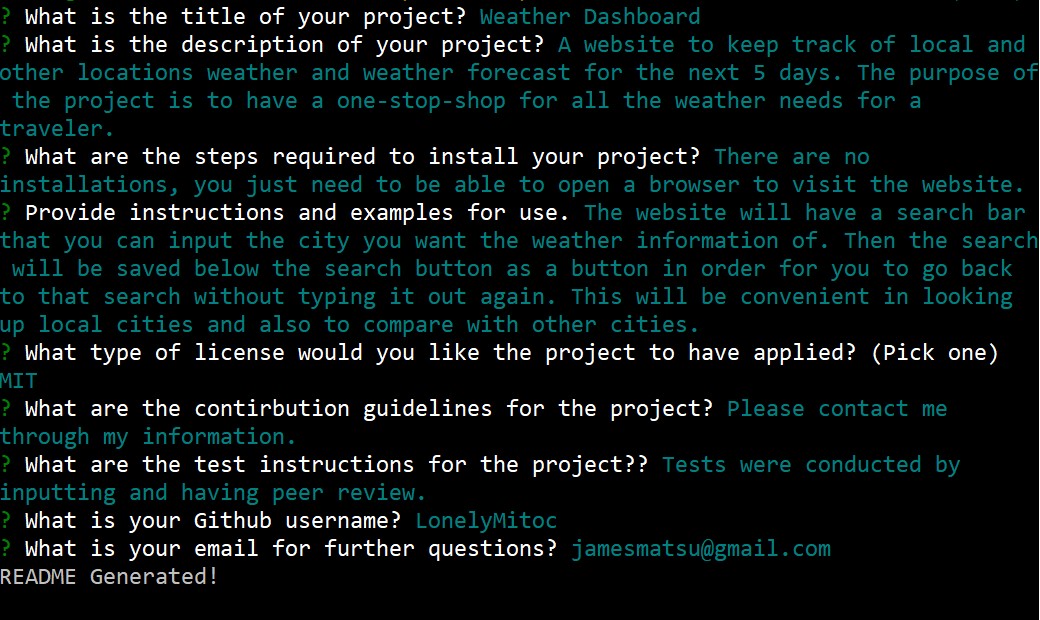 ? What is the title of your project? Weather Dashboard
? What is the description of your project? A website to keep track of local and
other locations weather and weather forecast for the next 5 days. The purpose of
the project is to have a one-stop-shop for all the weather needs for a
traveler.
? What are the steps required to install your project? There are no
installations, you just need to be able to open a browser to visit the website.
? Provide instructions and examples for use. The website will have a search bar
that you can input the city you want the weather information of. Then the search
will be saved below the search button as a button in order for you to go back
to that search without typing it out again. This will be convenient in looking
up local cities and also to compare with other cities.
? What type of license would you like the project to have applied? (Pick one)
MIT
? What are the contirbution guidelines for the project? Please contact me
through my information.
? What are the test instructions for the project?? Tests were conducted by
inputting and having peer review.
? What is your Github username? LonelyMitoc
? What is your email for further questions? jamesmatsu@gmail.com
README Generated!